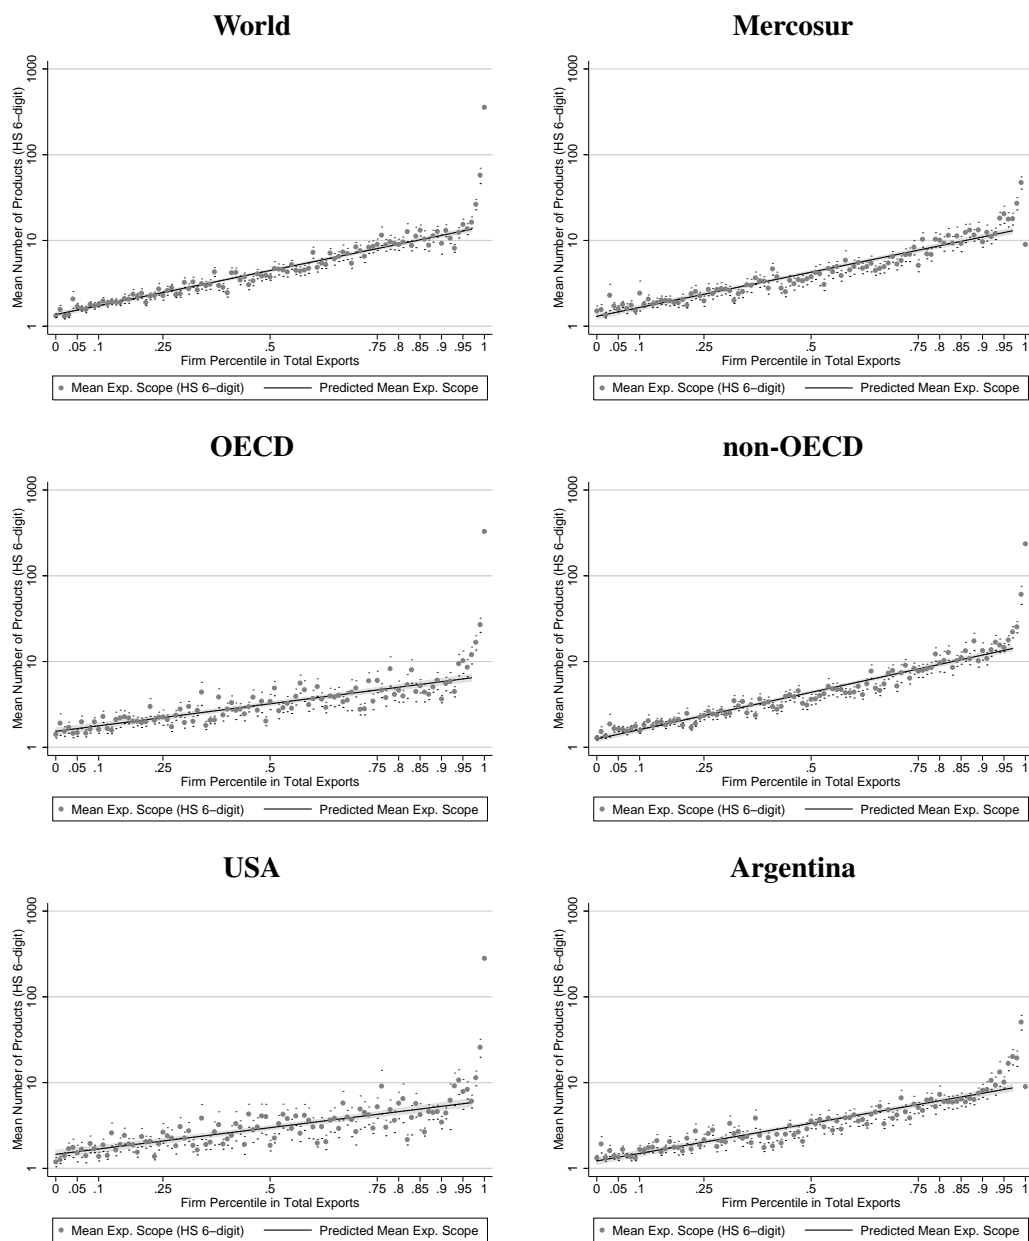 World
Mercosur
Mean Number of Products (HS 6−digit)
1 10 100 1000
0 .05 .1 .25 .5 .75 .8 .85 .9 .95 1
Firm Percentile in Total Exports
Mean Exp. Scope (HS 6−digit) Predicted Mean Exp. Scope
Mean Number of Products (HS 6−digit)
1 10 100 1000
0 .05 .1 .25 .5 .75 .8 .85 .9 .95 1
Firm Percentile in Total Exports
Mean Exp. Scope (HS 6−digit) Predicted Mean Exp. Scope
OECD
non-OECD
Mean Number of Products (HS 6−digit)
1 10 100 1000
0 .05 .1 .25 .5 .75 .8 .85 .9 .95 1
Firm Percentile in Total Exports
Mean Exp. Scope (HS 6−digit) Predicted Mean Exp. Scope
Mean Number of Products (HS 6−digit)
1 10 100 1000
0 .05 .1 .25 .5 .75 .8 .85 .9 .95 1
Firm Percentile in Total Exports
Mean Exp. Scope (HS 6−digit) Predicted Mean Exp. Scope
USA
Argentina
Mean Number of Products (HS 6−digit)
1 10 100 1000
0 .05 .1 .25 .5 .75 .8 .85 .9 .95 1
Firm Percentile in Total Exports
Mean Exp. Scope (HS 6−digit) Predicted Mean Exp. Scope
Mean Number of Products (HS 6−digit)
1 10 100 1000
0 .05 .1 .25 .5 .75 .8 .85 .9 .95 1
Firm Percentile in Total Exports
Mean Exp. Scope (HS 6−digit) Predicted Mean Exp. Scope